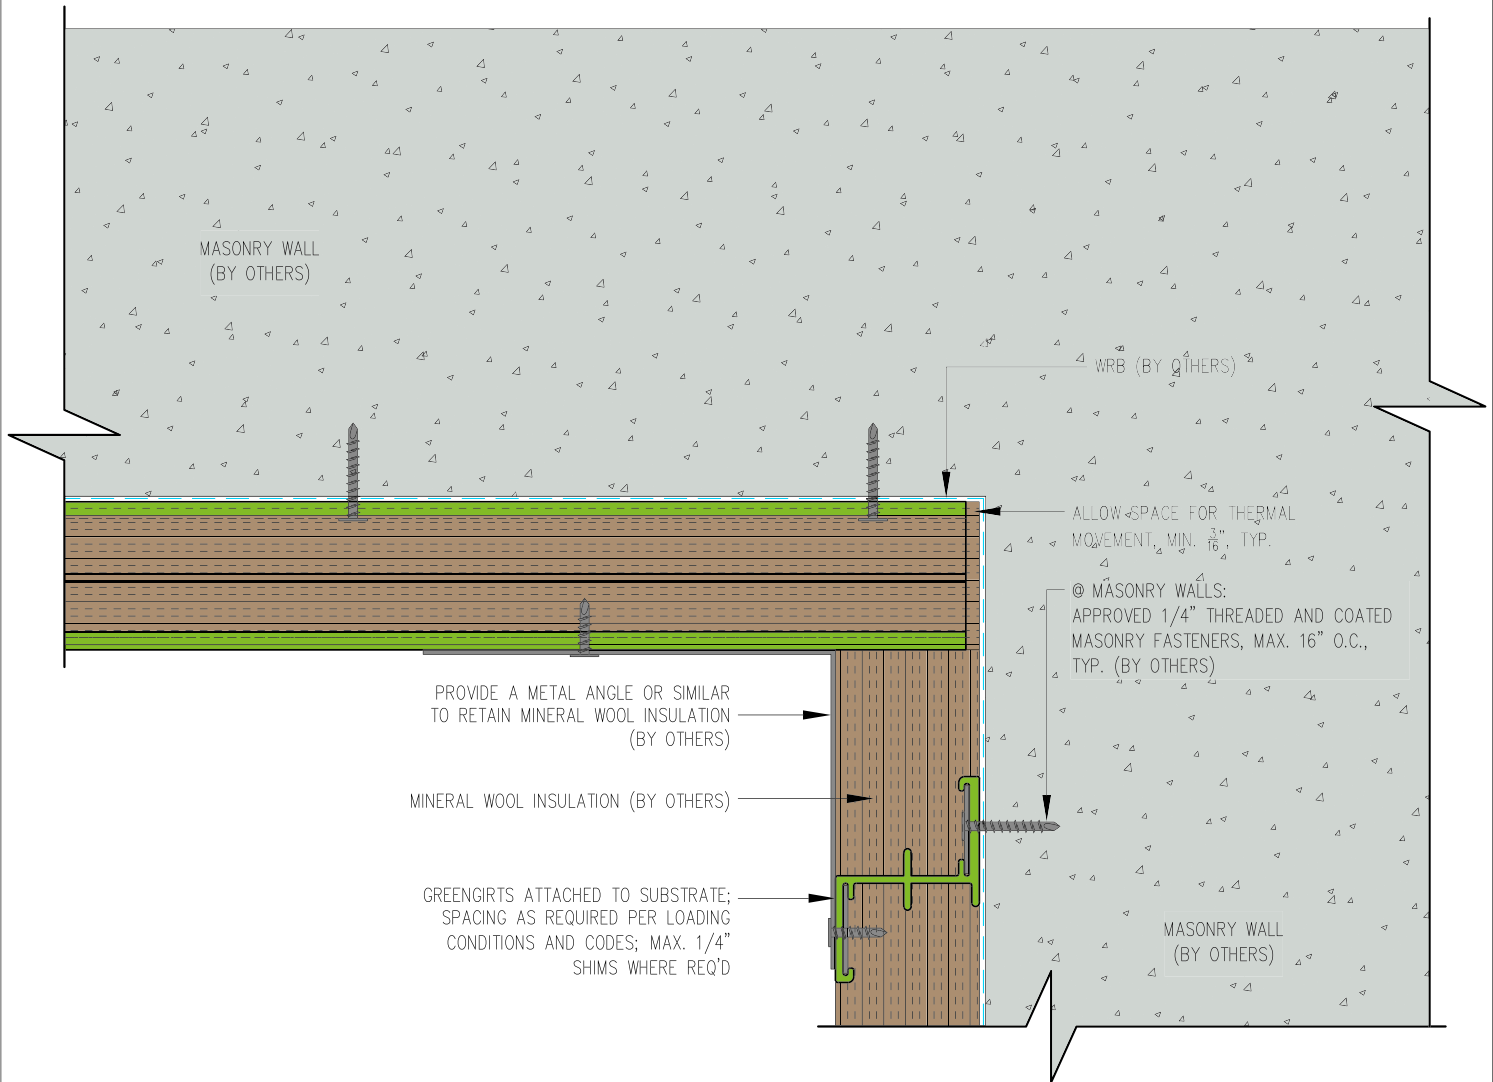 MASONRY WALL
(BY OTHERS)
WRB (BY OTHERS)
ALLOW SPACE FOR THERMAL
MOVEMENT, MIN. 3/16", TYP.
@ MASONRY WALLS:
APPROVED 1/4" THREADED AND COATED
MASONRY FASTENERS, MAX. 16" O.C.,
TYP. (BY OTHERS)
PROVIDE A METAL ANGLE OR SIMILAR
TO RETAIN MINERAL WOOL INSULATION
(BY OTHERS)
MINERAL WOOL INSULATION (BY OTHERS)
GREENGIRTS ATTACHED TO SUBSTRATE;
SPACING AS REQUIRED PER LOADING
CONDITIONS AND CODES; MAX. 1/4"
SHIMS WHERE REQ'D
MASONRY WALL
(BY OTHERS)